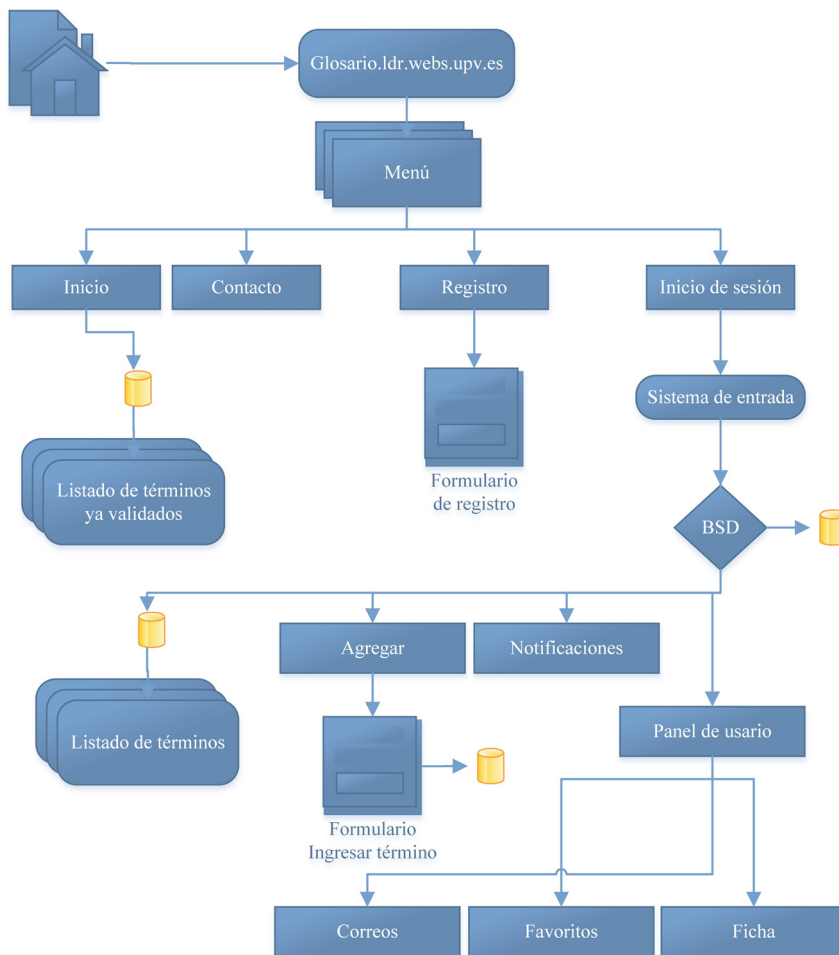 Glosario.ldr.webs.upv.es
Menú
Inicio
Contacto
Registro
Inicio de sesión
Sistema de entrada
Listado de términos
ya validados
Formulario
de registro
BSD
Agregar
Notificaciones
Listado de términos
Panel de usario
Formulario
Ingresar término
Correos
Favoritos
Ficha